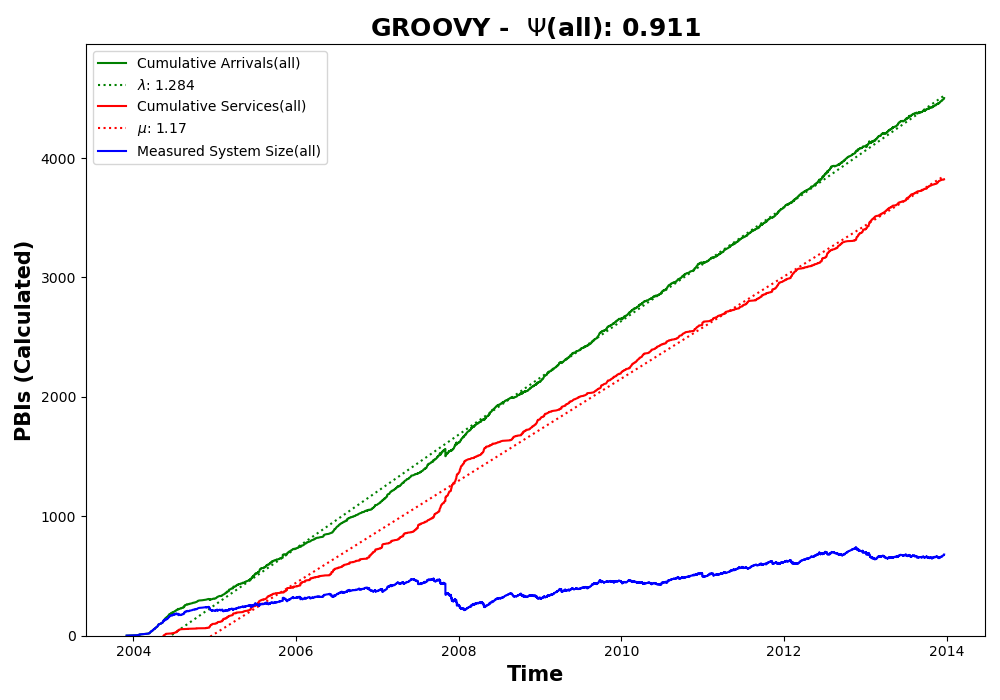 GROOVY - Ψ(all): 0.911
Cumulative Arrivals(all)
λ: 1.284
Cumulative Services(all)
μ: 1.17
Measured System Size(all)
PBIs (Calculated)
4000
3000
2000
1000
0
2004 2006 2008 2010 2012 2014
Time